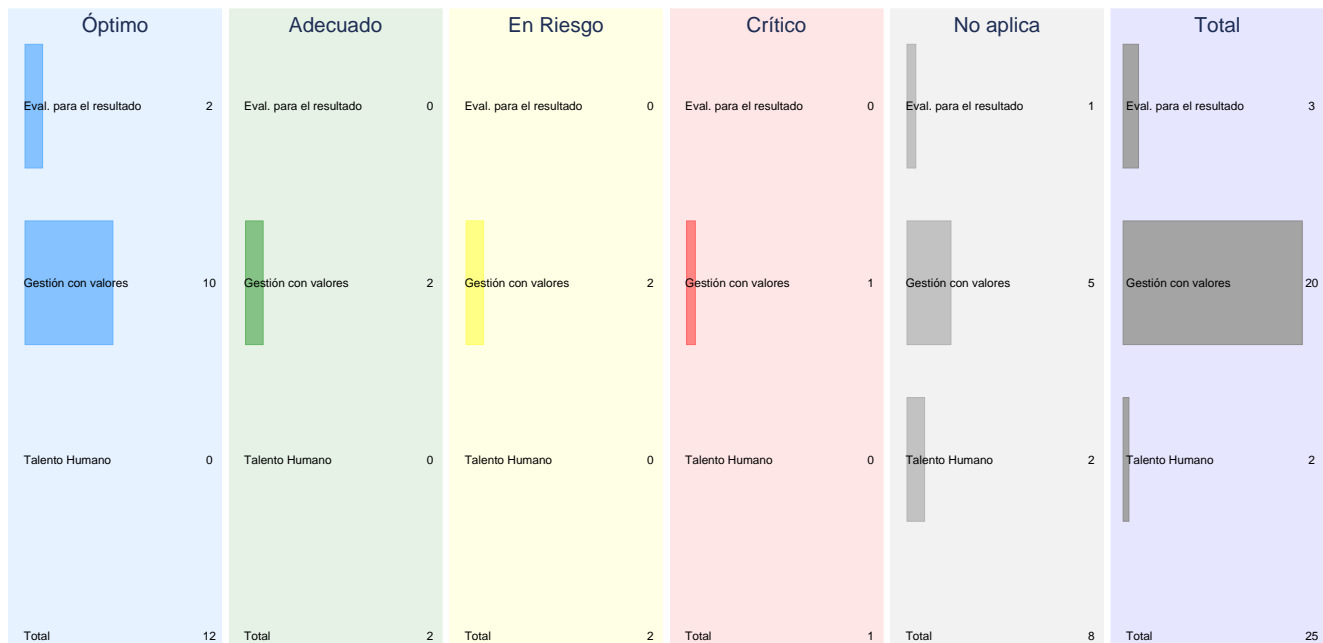 Óptimo Adecuado En Riesgo Crítico No aplica Total
Eval. para el resultado 2 Eval. para el resultado 0 Eval. para el resultado 0 Eval. para el resultado 0 Eval. para el resultado 1 Eval. para el resultado 3
Gestión con valores 10 Gestión con valores 2 Gestión con valores 2 Gestión con valores 1 Gestión con valores 5 Gestión con valores 20
Talento Humano 0 Talento Humano 0 Talento Humano 0 Talento Humano 0 Talento Humano 2 Talento Humano 2
Total 12 Total 2 Total 2 Total 1 Total 8 Total 25